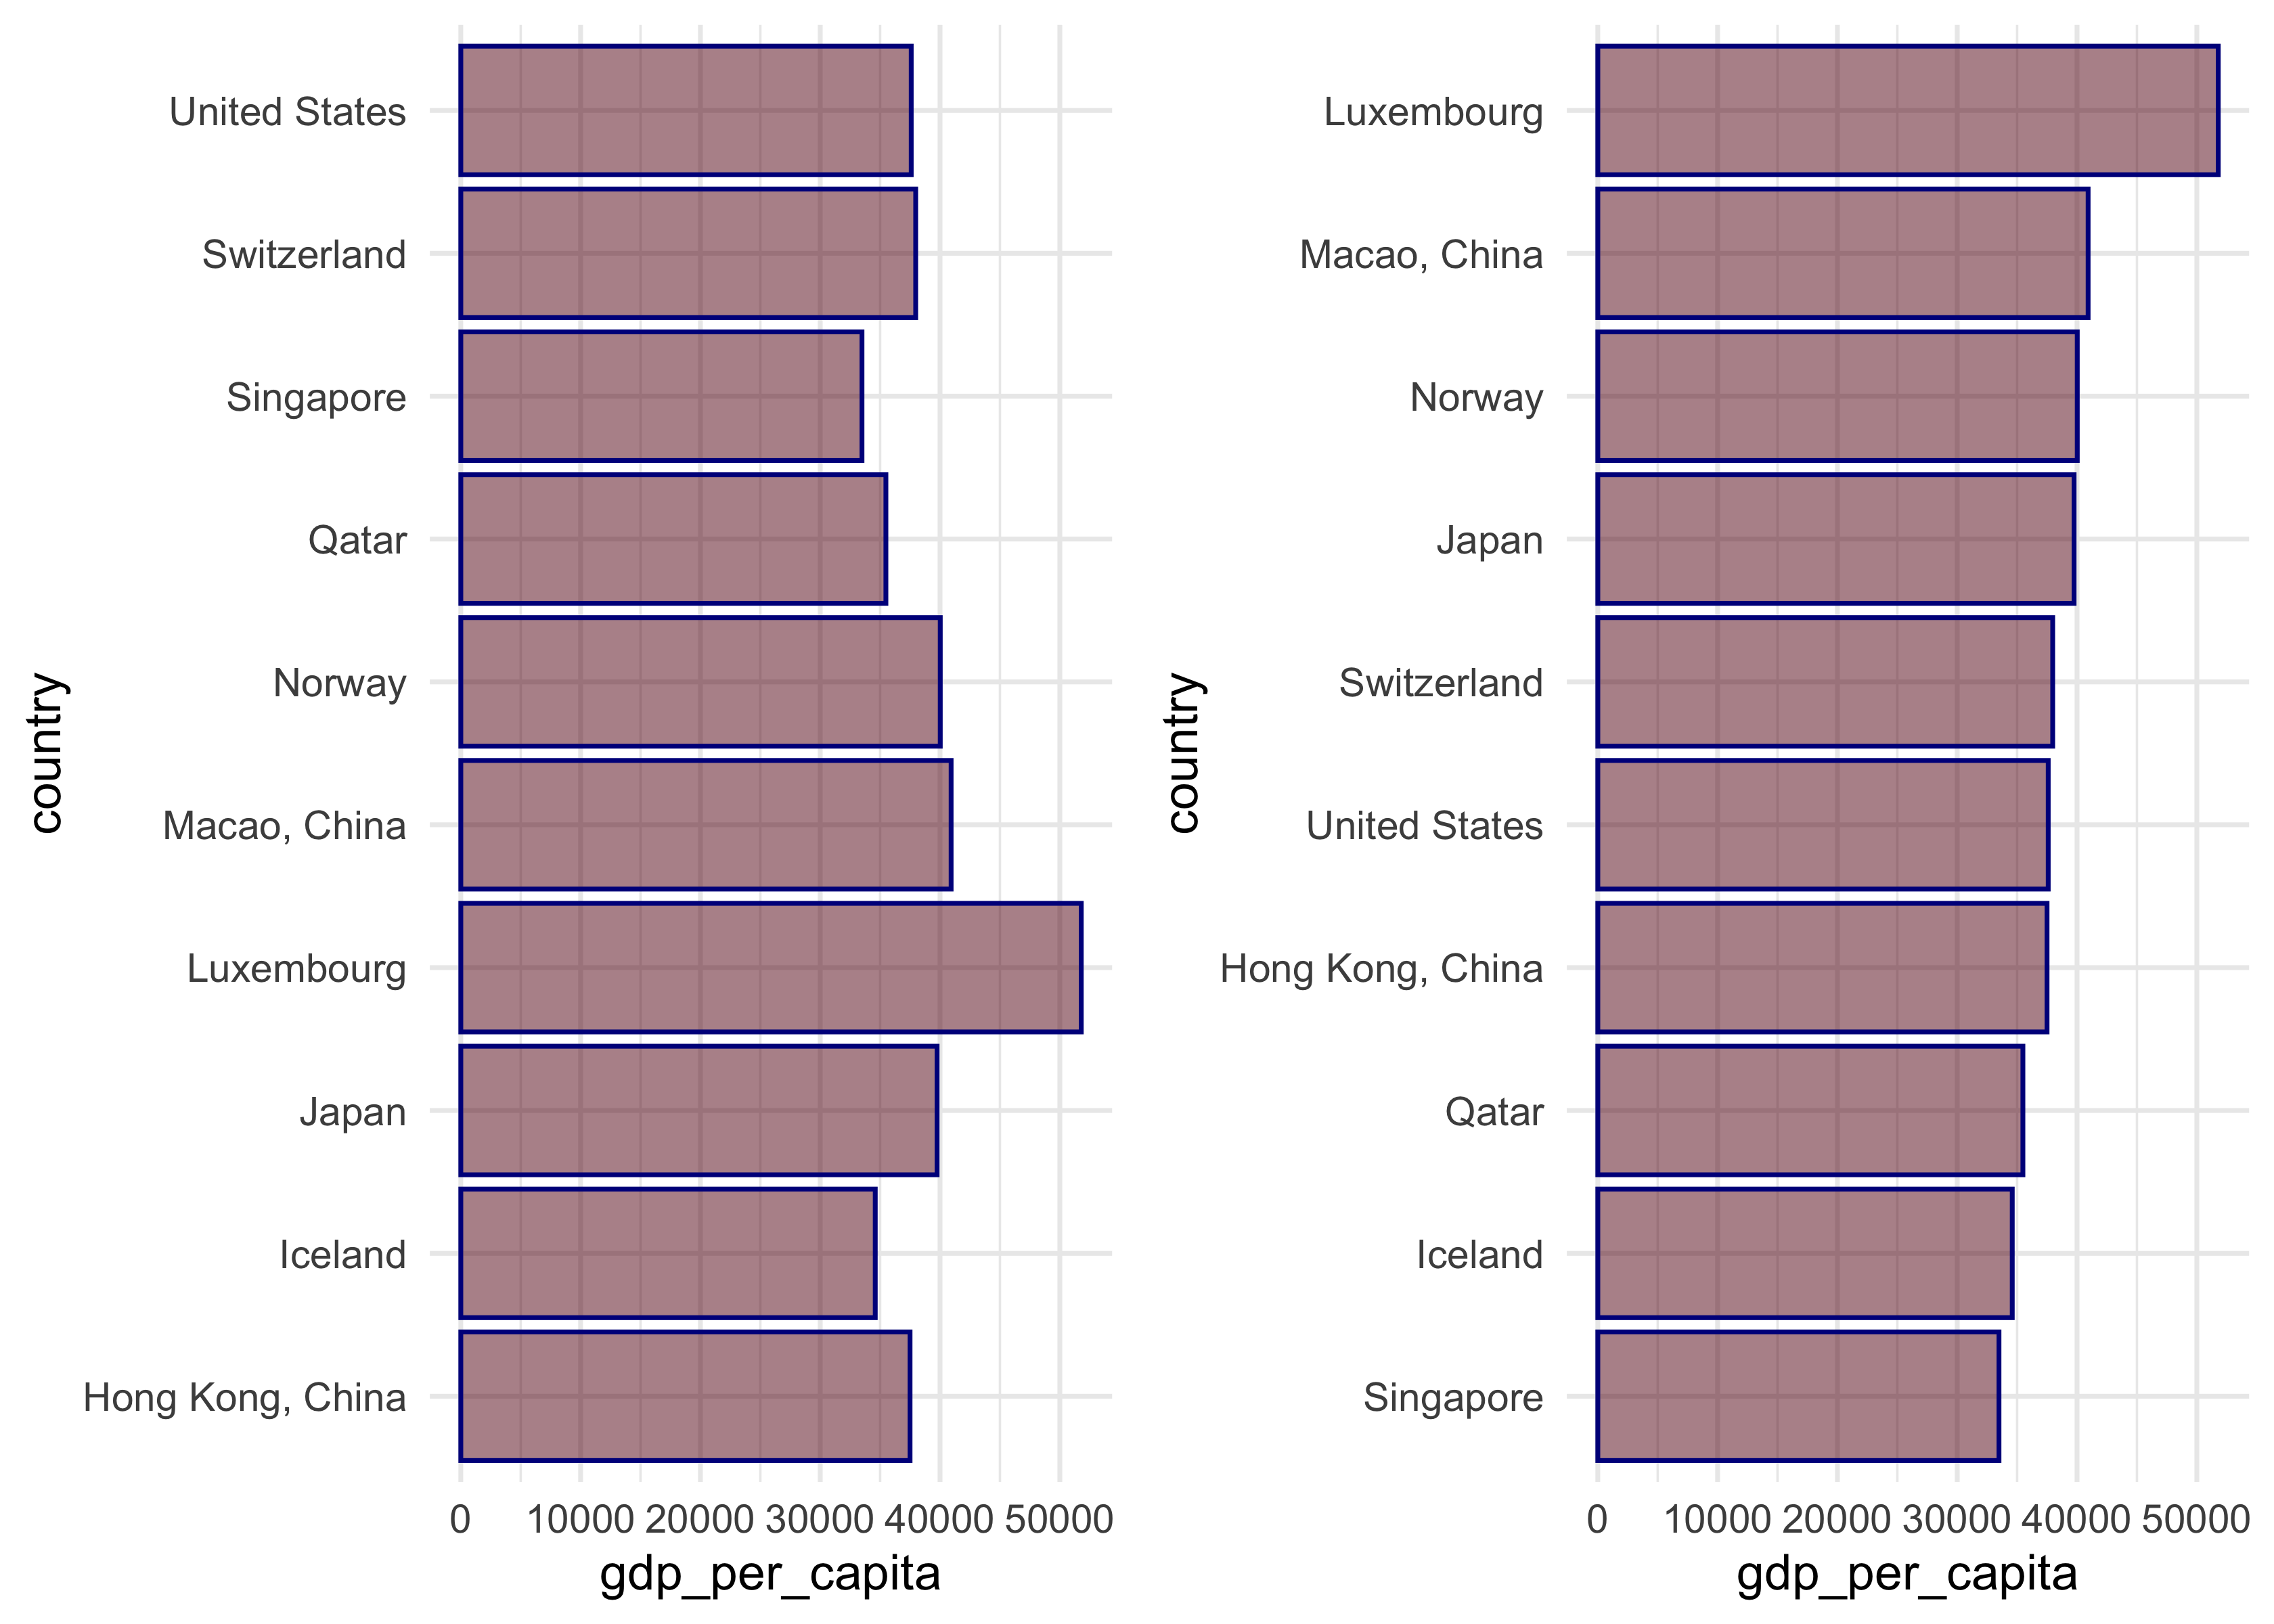 country
United States
Switzerland
Singapore
Qatar
Norway
Macao, China
Luxembourg
Japan
Iceland
Hong Kong, China
0 10000 20000 30000 40000 50000
gdp_per_capita
country
Luxembourg
Macao, China
Norway
Japan
Switzerland
United States
Hong Kong, China
Qatar
Iceland
Singapore
0 10000 20000 30000 40000 50000
gdp_per_capita